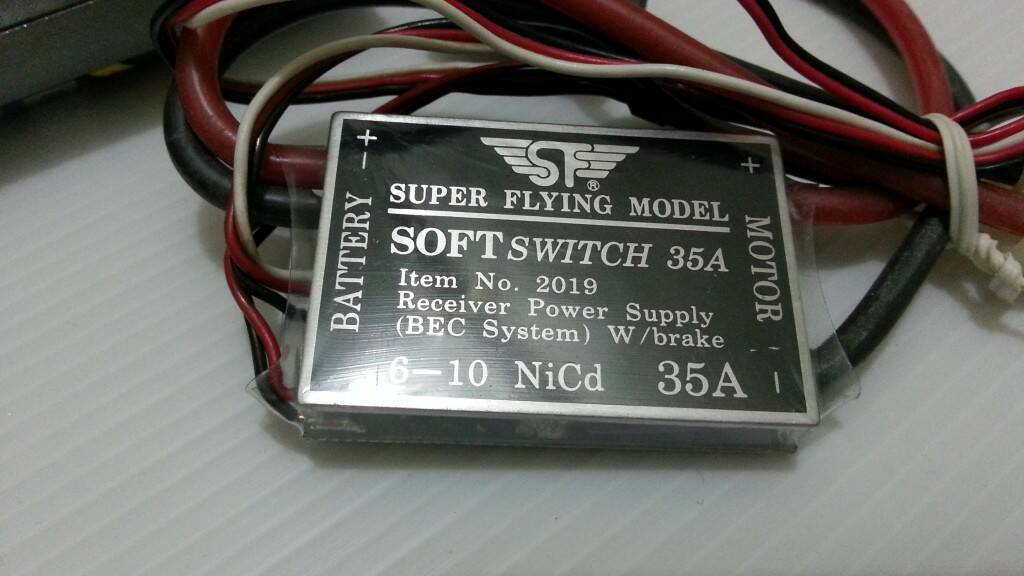 SF®
SUPER FLYING MODEL
SOFT SWITCH 35A
Item No. 2019
Receiver Power Supply
(BEC System) W/brake
6-10 NiCd 35A
- +
BATTERY
+
MOTOR
-